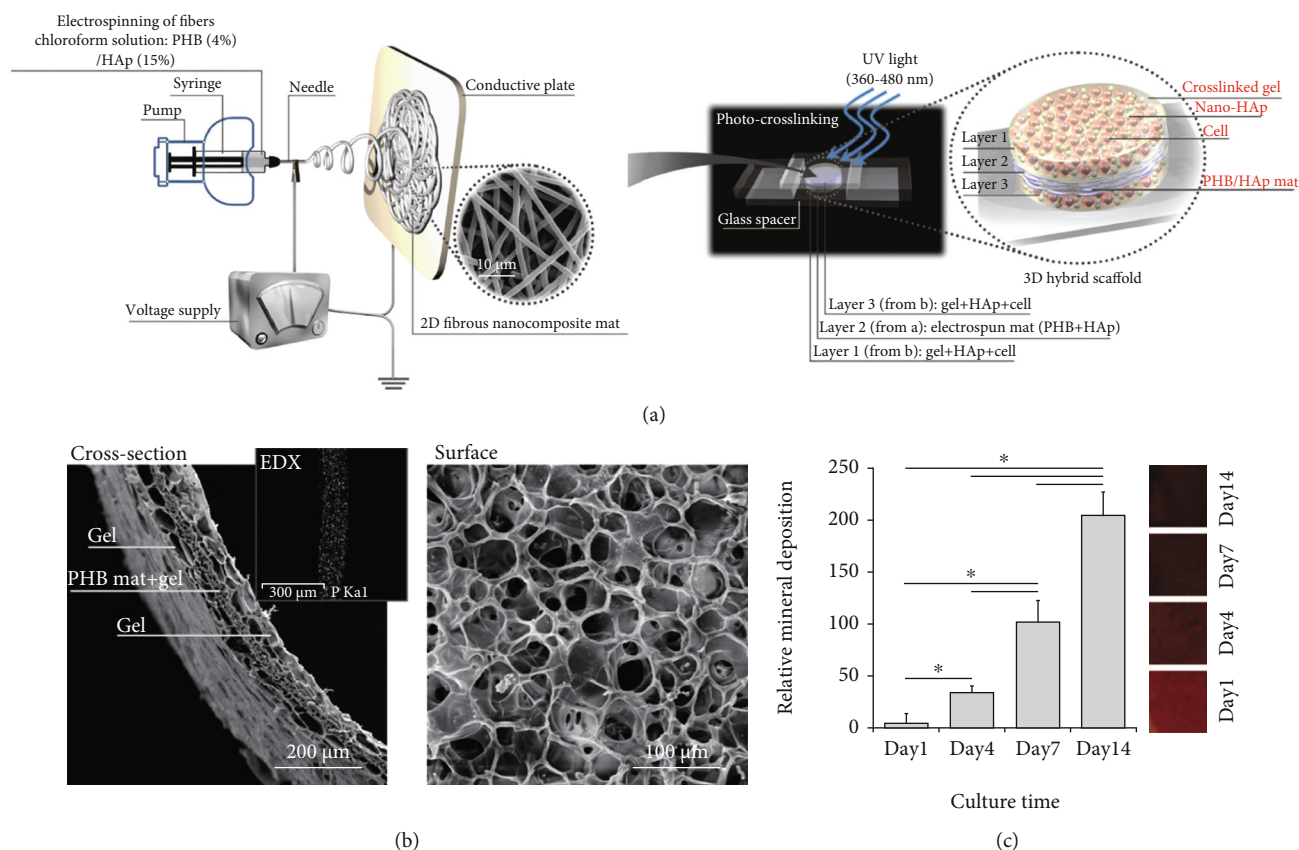 Electrospinning of fibers
chloroform solution: PHB (4%)
/HAp (15%)
Syringe
Needle
Pump
Conductive plate
10 μm
Voltage supply
2D fibrous nanocomposite mat
UV light
(360-480 nm)
Photo-crosslinking
Glass spacer
Crosslinked gel
Nano-HAp
Cell
Layer 1
Layer 2
Layer 3
PHB/HAp mat
3D hybrid scaffold
Layer 3 (from b): gel+HAp+cell
Layer 2 (from a): electrospun mat (PHB+HAp)
Layer 1 (from b): gel+HAp+cell
(a)
Cross-section
EDX
300 μm
P Ka1
Gel
PHB mat+gel
Gel
200 μm
Surface
100 μm
(b)
Relative mineral deposition
250
200
150
100
50
0
*
*
*
Day1
Day4
Day7
Day14
Culture time
Day14
Day7
Day4
Day1
(c)